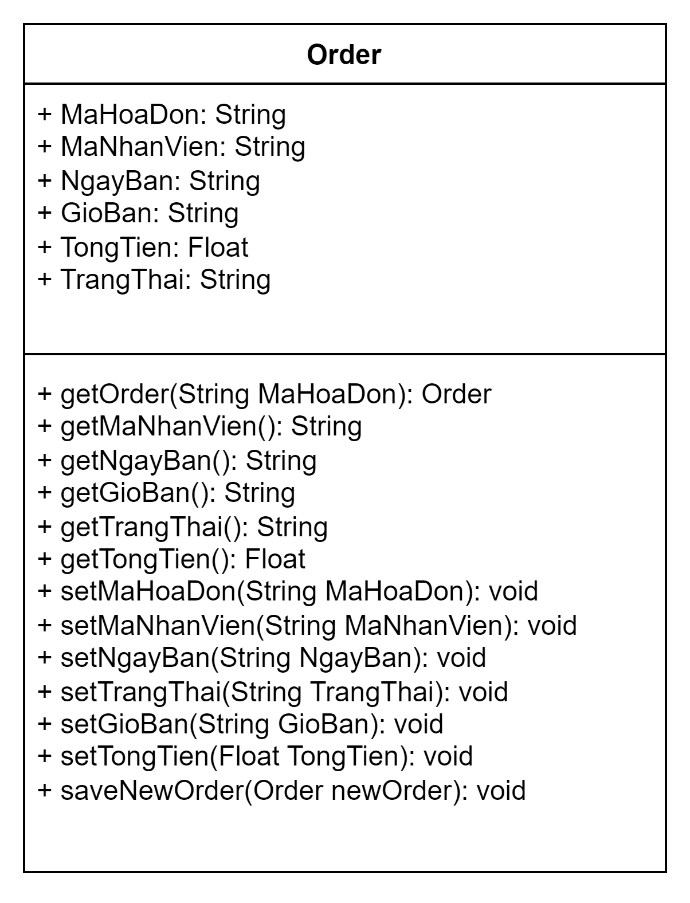 Order
+ MaHoaDon: String
+ MaNhanVien: String
+ NgayBan: String
+ GioBan: String
+ TongTien: Float
+ TrangThai: String
+ getOrder(String MaHoaDon): Order
+ getMaNhanVien(): String
+ getNgayBan(): String
+ getGioBan(): String
+ getTrangThai(): String
+ getTongTien(): Float
+ setMaHoaDon(String MaHoaDon): void
+ setMaNhanVien(String MaNhanVien): void
+ setNgayBan(String NgayBan): void
+ setTrangThai(String TrangThai): void
+ setGioBan(String GioBan): void
+ setTongTien(Float TongTien): void
+ saveNewOrder(Order newOrder): void